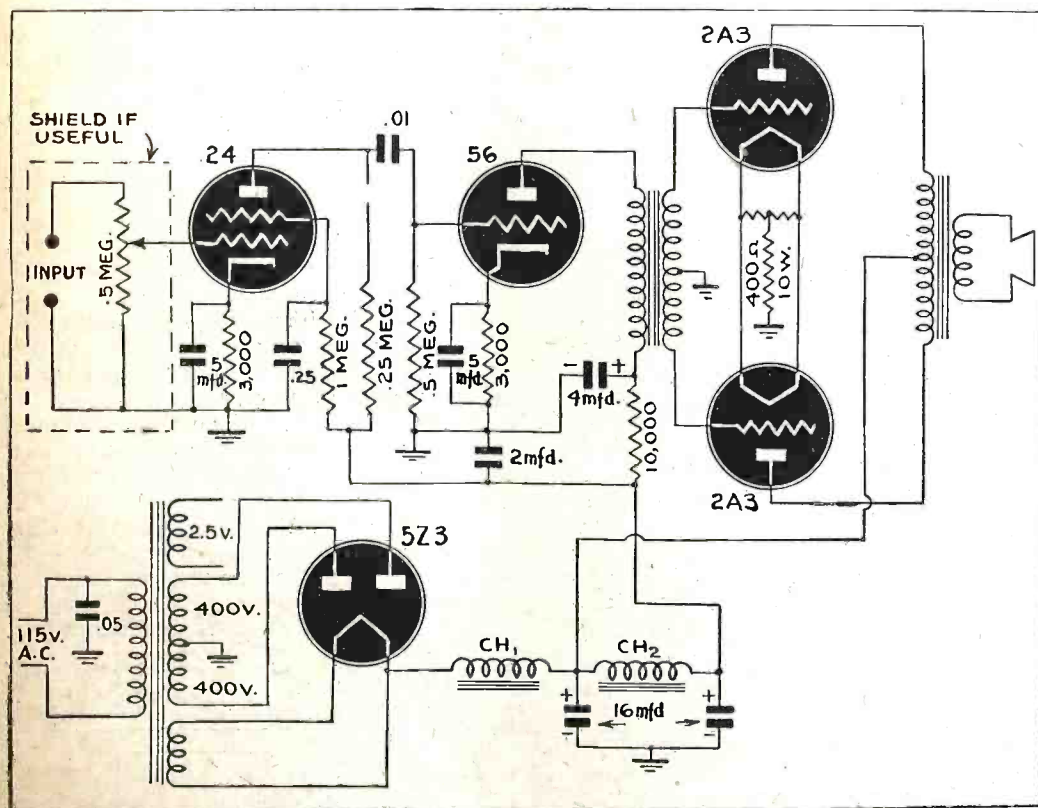 SHIELD IF
USEFUL
INPUT
.5 MEG.
24
.01
56
2A3
5
mfd.
3,000
.25
1 MEG.
.25 MEG.
.5 MEG.
5
mfd.
3,000
2mfd.
- +
4mfd.
10,000
400Ω
10W.
2A3
115v.
A.C.
.05
2.5v.
400v.
400v.
5Z3
CH₁
CH₂
+
-
16mfd
+
-